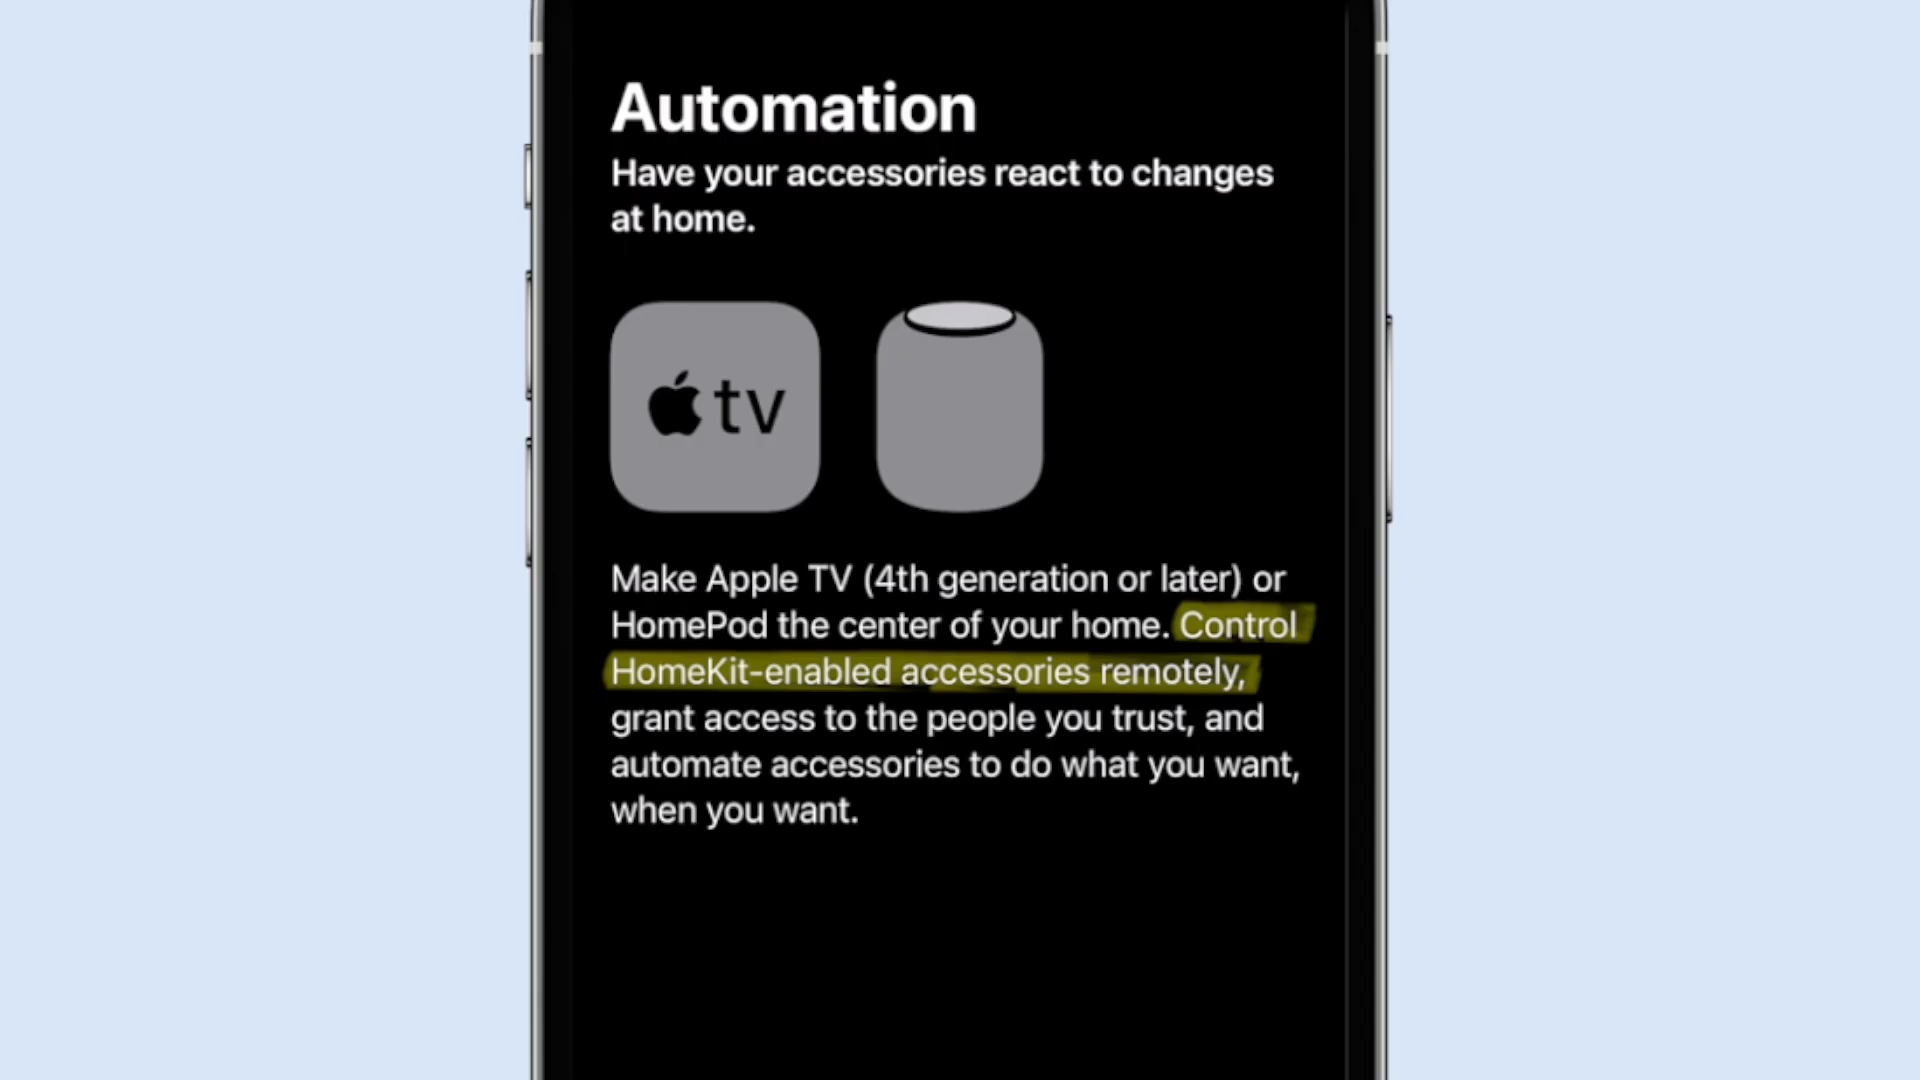 Automation
Have your accessories react to changes
at home.
tv
Make Apple TV (4th generation or later) or
HomePod the center of your home. Control
HomeKit-enabled accessories remotely,
grant access to the people you trust, and
automate accessories to do what you want,
when you want.